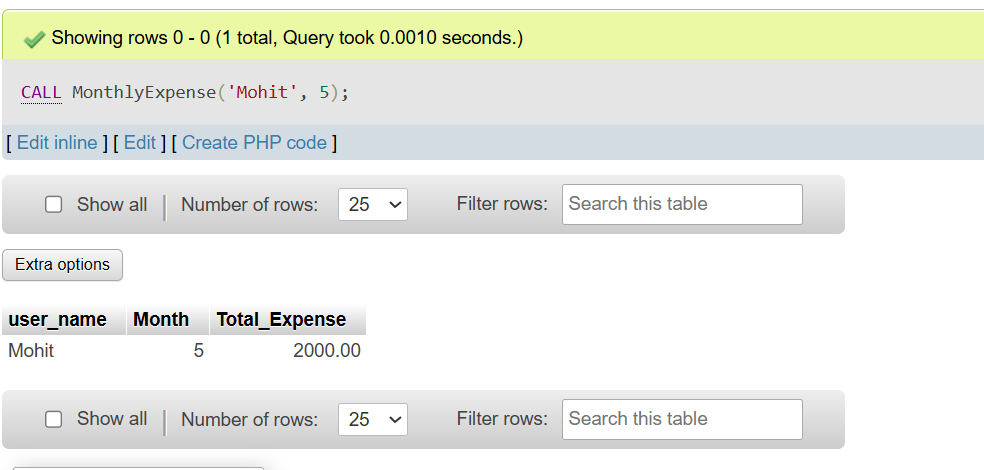 Showing rows 0 - 0 (1 total, Query took 0.0010 seconds.)
CALL MonthlyExpense('Mohit', 5);
[ Edit inline ] [ Edit ] [ Create PHP code ]
Show all | Number of rows: 25 Filter rows: Search this table
Extra options
user_name Month Total_Expense
Mohit 5 2000.00
Show all | Number of rows: 25 Filter rows: Search this table